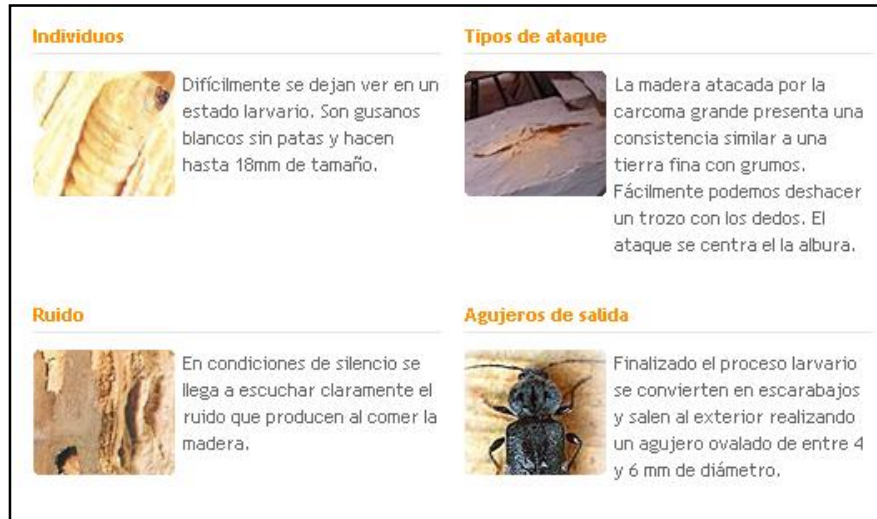 Individuos
Difícilmente se dejan ver en un
estado larvario. Son gusanos
blancos sin patas y hacen
hasta 18mm de tamaño.
Tipos de ataque
La madera atacada por la
carcoma grande presenta una
consistencia similar a una
tierra fina con grumos.
Fácilmente podemos deshacer
un trozo con los dedos. El
ataque se centra el la albura.
Ruido
En condiciones de silencio se
llega a escuchar claramente el
ruido que producen al comer la
madera.
Agujeros de salida
Finalizado el proceso larvario
se convierten en escarabajos
y salen al exterior realizando
un agujero ovalado de entre 4
y 6 mm de diámetro.